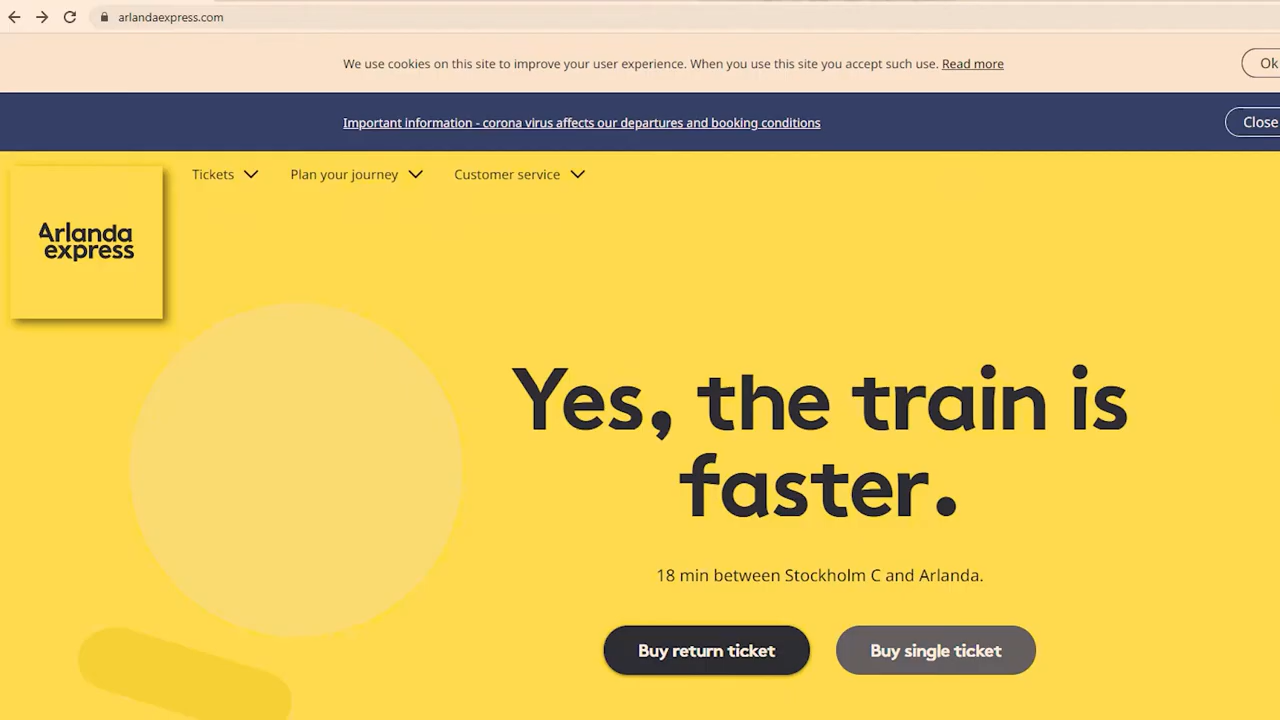 arlandaexpress.com
We use cookies on this site to improve your user experience. When you use this site you accept such use. Read more
Ok
Important information - corona virus affects our departures and booking conditions
Close
Tickets
Plan your journey
Customer service
Arlanda
express
Yes, the train is
faster.
18 min between Stockholm C and Arlanda.
Buy return ticket
Buy single ticket